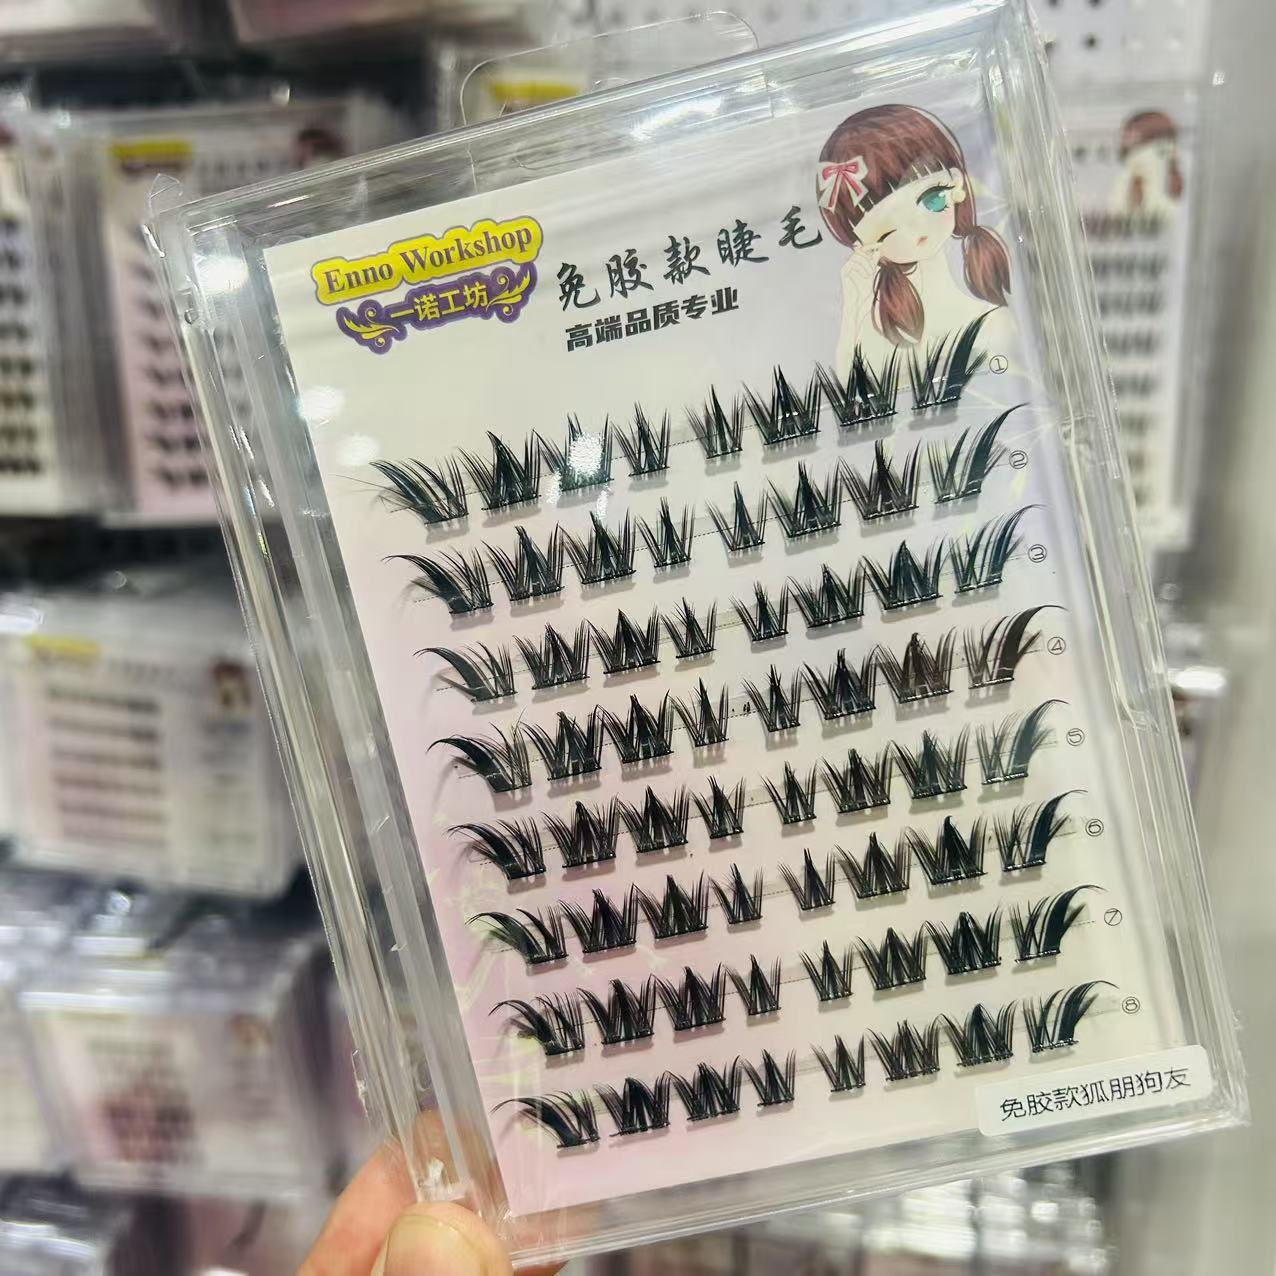 Enno Workshop
一诺工坊
免胶款睫毛
高端品质专业
①
②
③
④
⑤
⑥
⑦
⑧
免胶款狐朋狗友